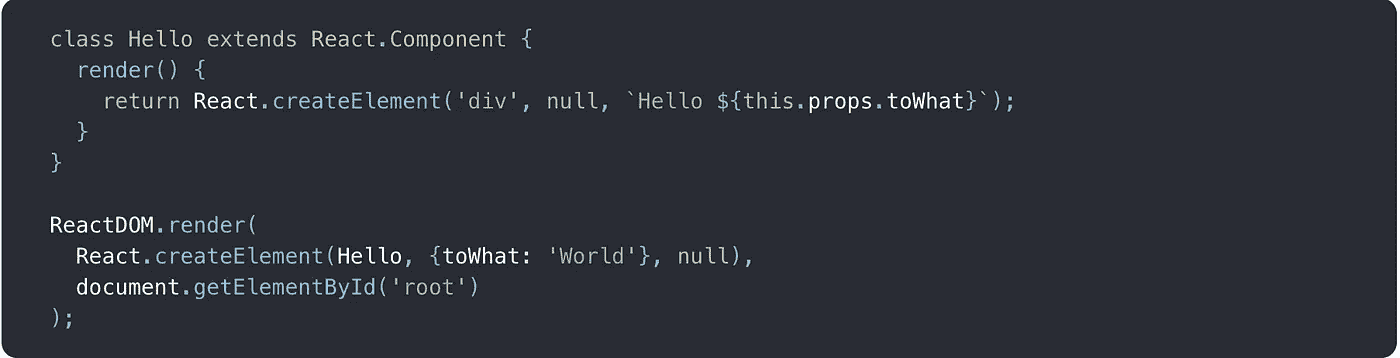 class Hello extends React.Component {
  render() {
    return React.createElement('div', null, `Hello ${this.props.toWhat}`);
  }
}

ReactDOM.render(
  React.createElement(Hello, {toWhat: 'World'}, null),
  document.getElementById('root')
);